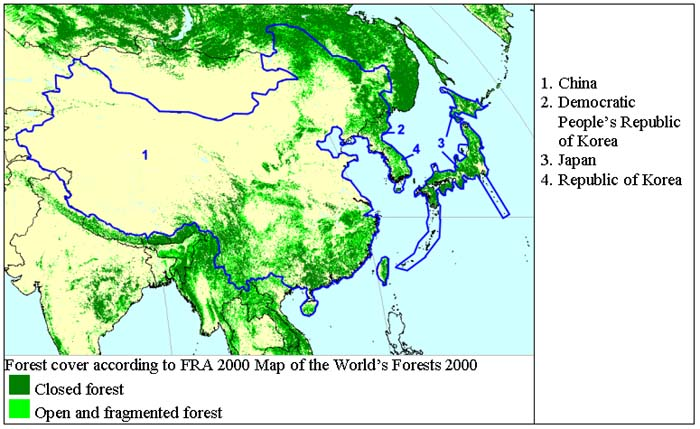 1
2
3
4
1. China
2. Democratic
People's Republic
of Korea
3. Japan
4. Republic of Korea
Forest cover according to FRA 2000 Map of the World's Forests 2000
Closed forest
Open and fragmented forest